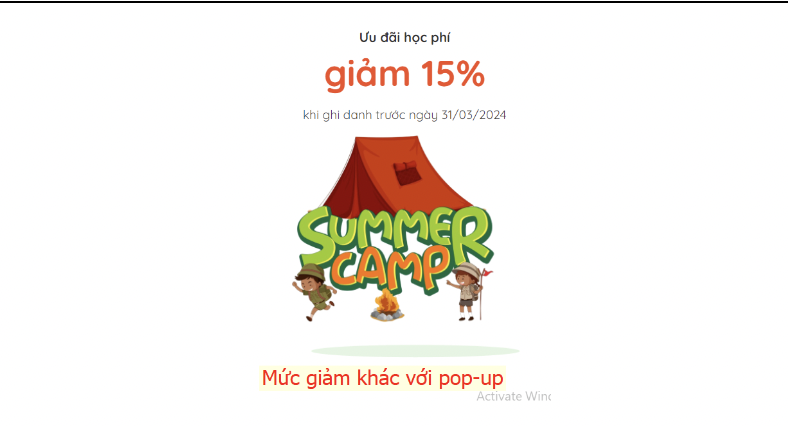 Ưu đãi học phí
giảm 15%
khi ghi danh trước ngày 31/03/2024
SUMMER
CAMP
Mức giảm khác với pop-up
Activate